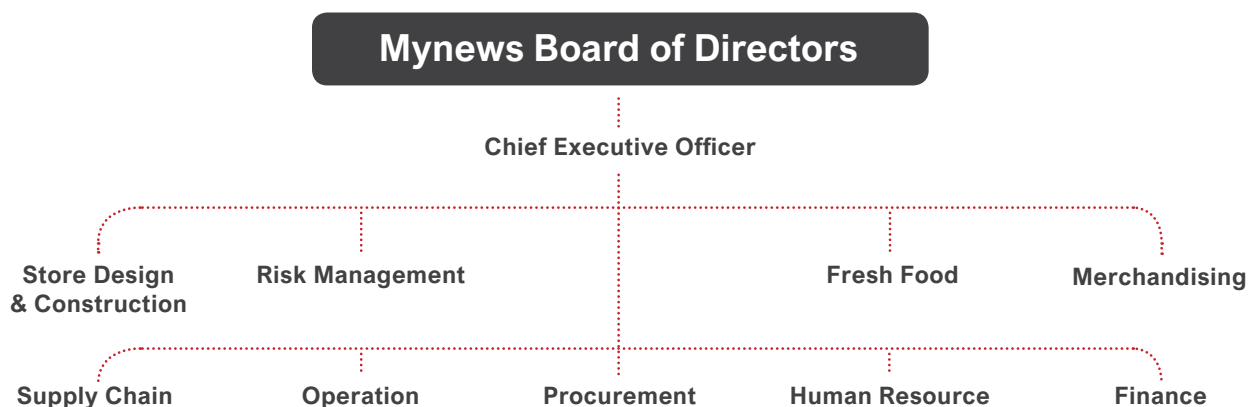 Mynews Board of Directors
Chief Executive Officer
Store Design
& Construction
Risk Management
Fresh Food
Merchandising
Supply Chain
Operation
Procurement
Human Resource
Finance